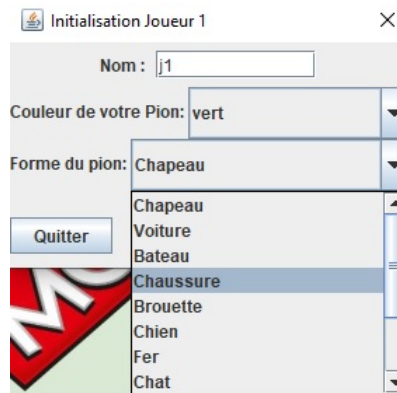 Initialisation Joueur 1
Nom : j1
Couleur de votre Pion: vert
Forme du pion: Chapeau
Chapeau
Voiture
Quitter
Bateau
Chaussure
Brouette
Chien
Fer
Chat